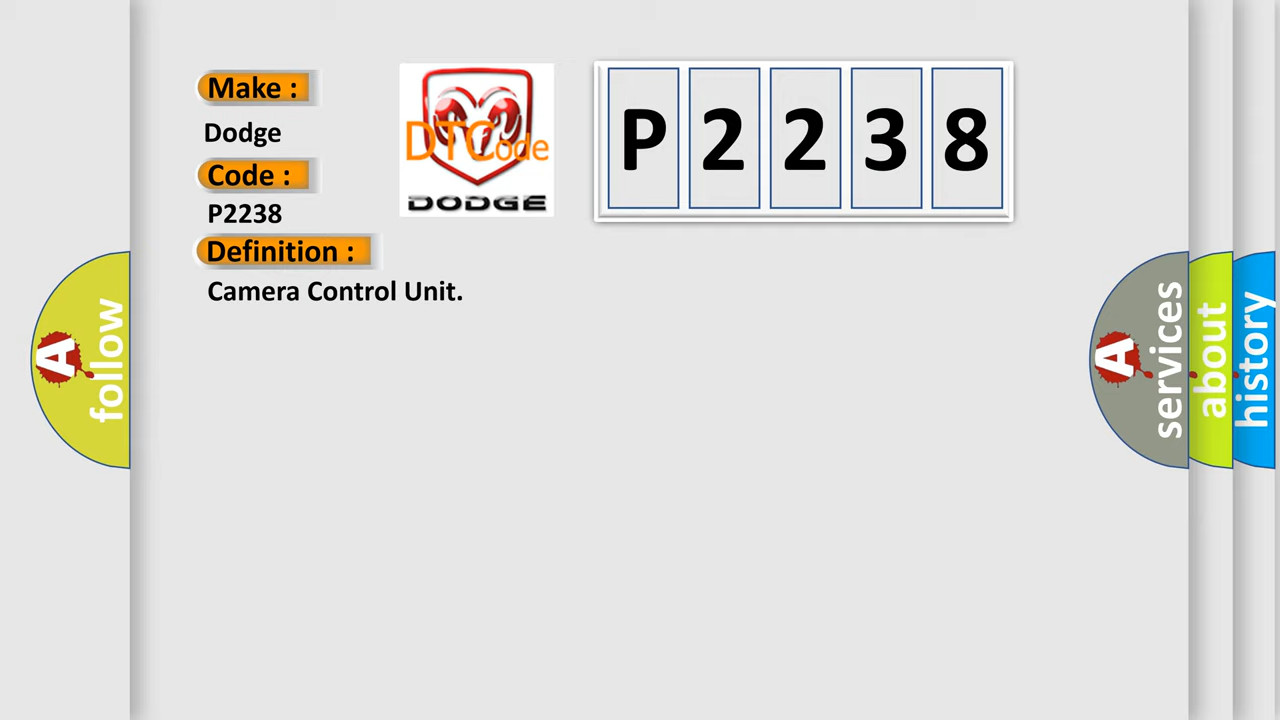 Make :
Dodge
Code :
P2238
Definition :
Camera Control Unit.
DTCode
DODGE
P 2 2 3 8
A follow
A services
about
history